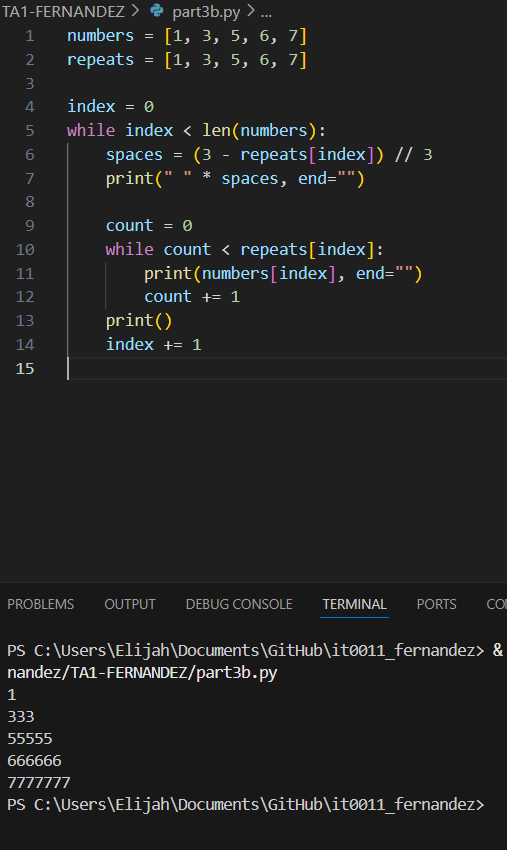 TA1-FERNANDEZ > part3b.py > ...
1 numbers = [1, 3, 5, 6, 7]
2 repeats = [1, 3, 5, 6, 7]
3
4 index = 0
5 while index < len(numbers):
6     spaces = (3 - repeats[index]) // 3
7     print(" " * spaces, end="")
8
9     count = 0
10     while count < repeats[index]:
11         print(numbers[index], end="")
12         count += 1
13     print()
14     index += 1
15
PROBLEMS OUTPUT DEBUG CONSOLE TERMINAL PORTS CO
PS C:\Users\Elijah\Documents\GitHub\it0011_fernandez> &
nandez/TA1-FERNANDEZ/part3b.py
1
333
55555
666666
7777777
PS C:\Users\Elijah\Documents\GitHub\it0011_fernandez>